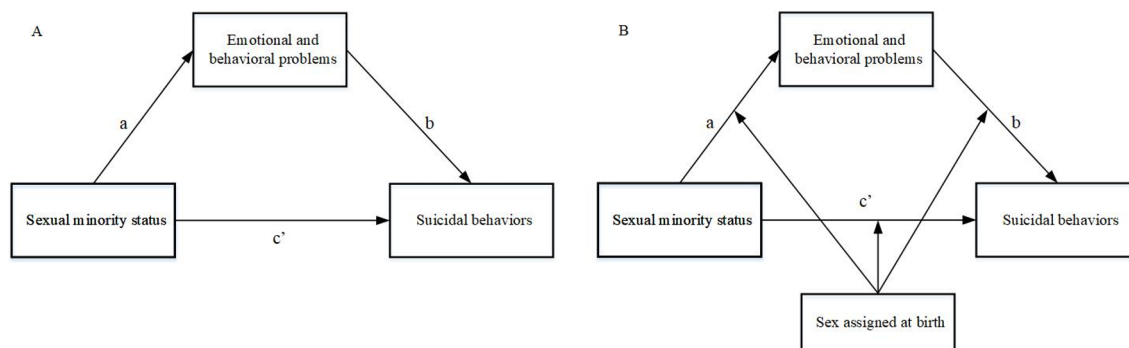 A
Emotional and
behavioral problems
a
b
Sexual minority status
Suicidal behaviors
c’
B
Emotional and
behavioral problems
a
b
Sexual minority status
c’
Suicidal behaviors
Sex assigned at birth